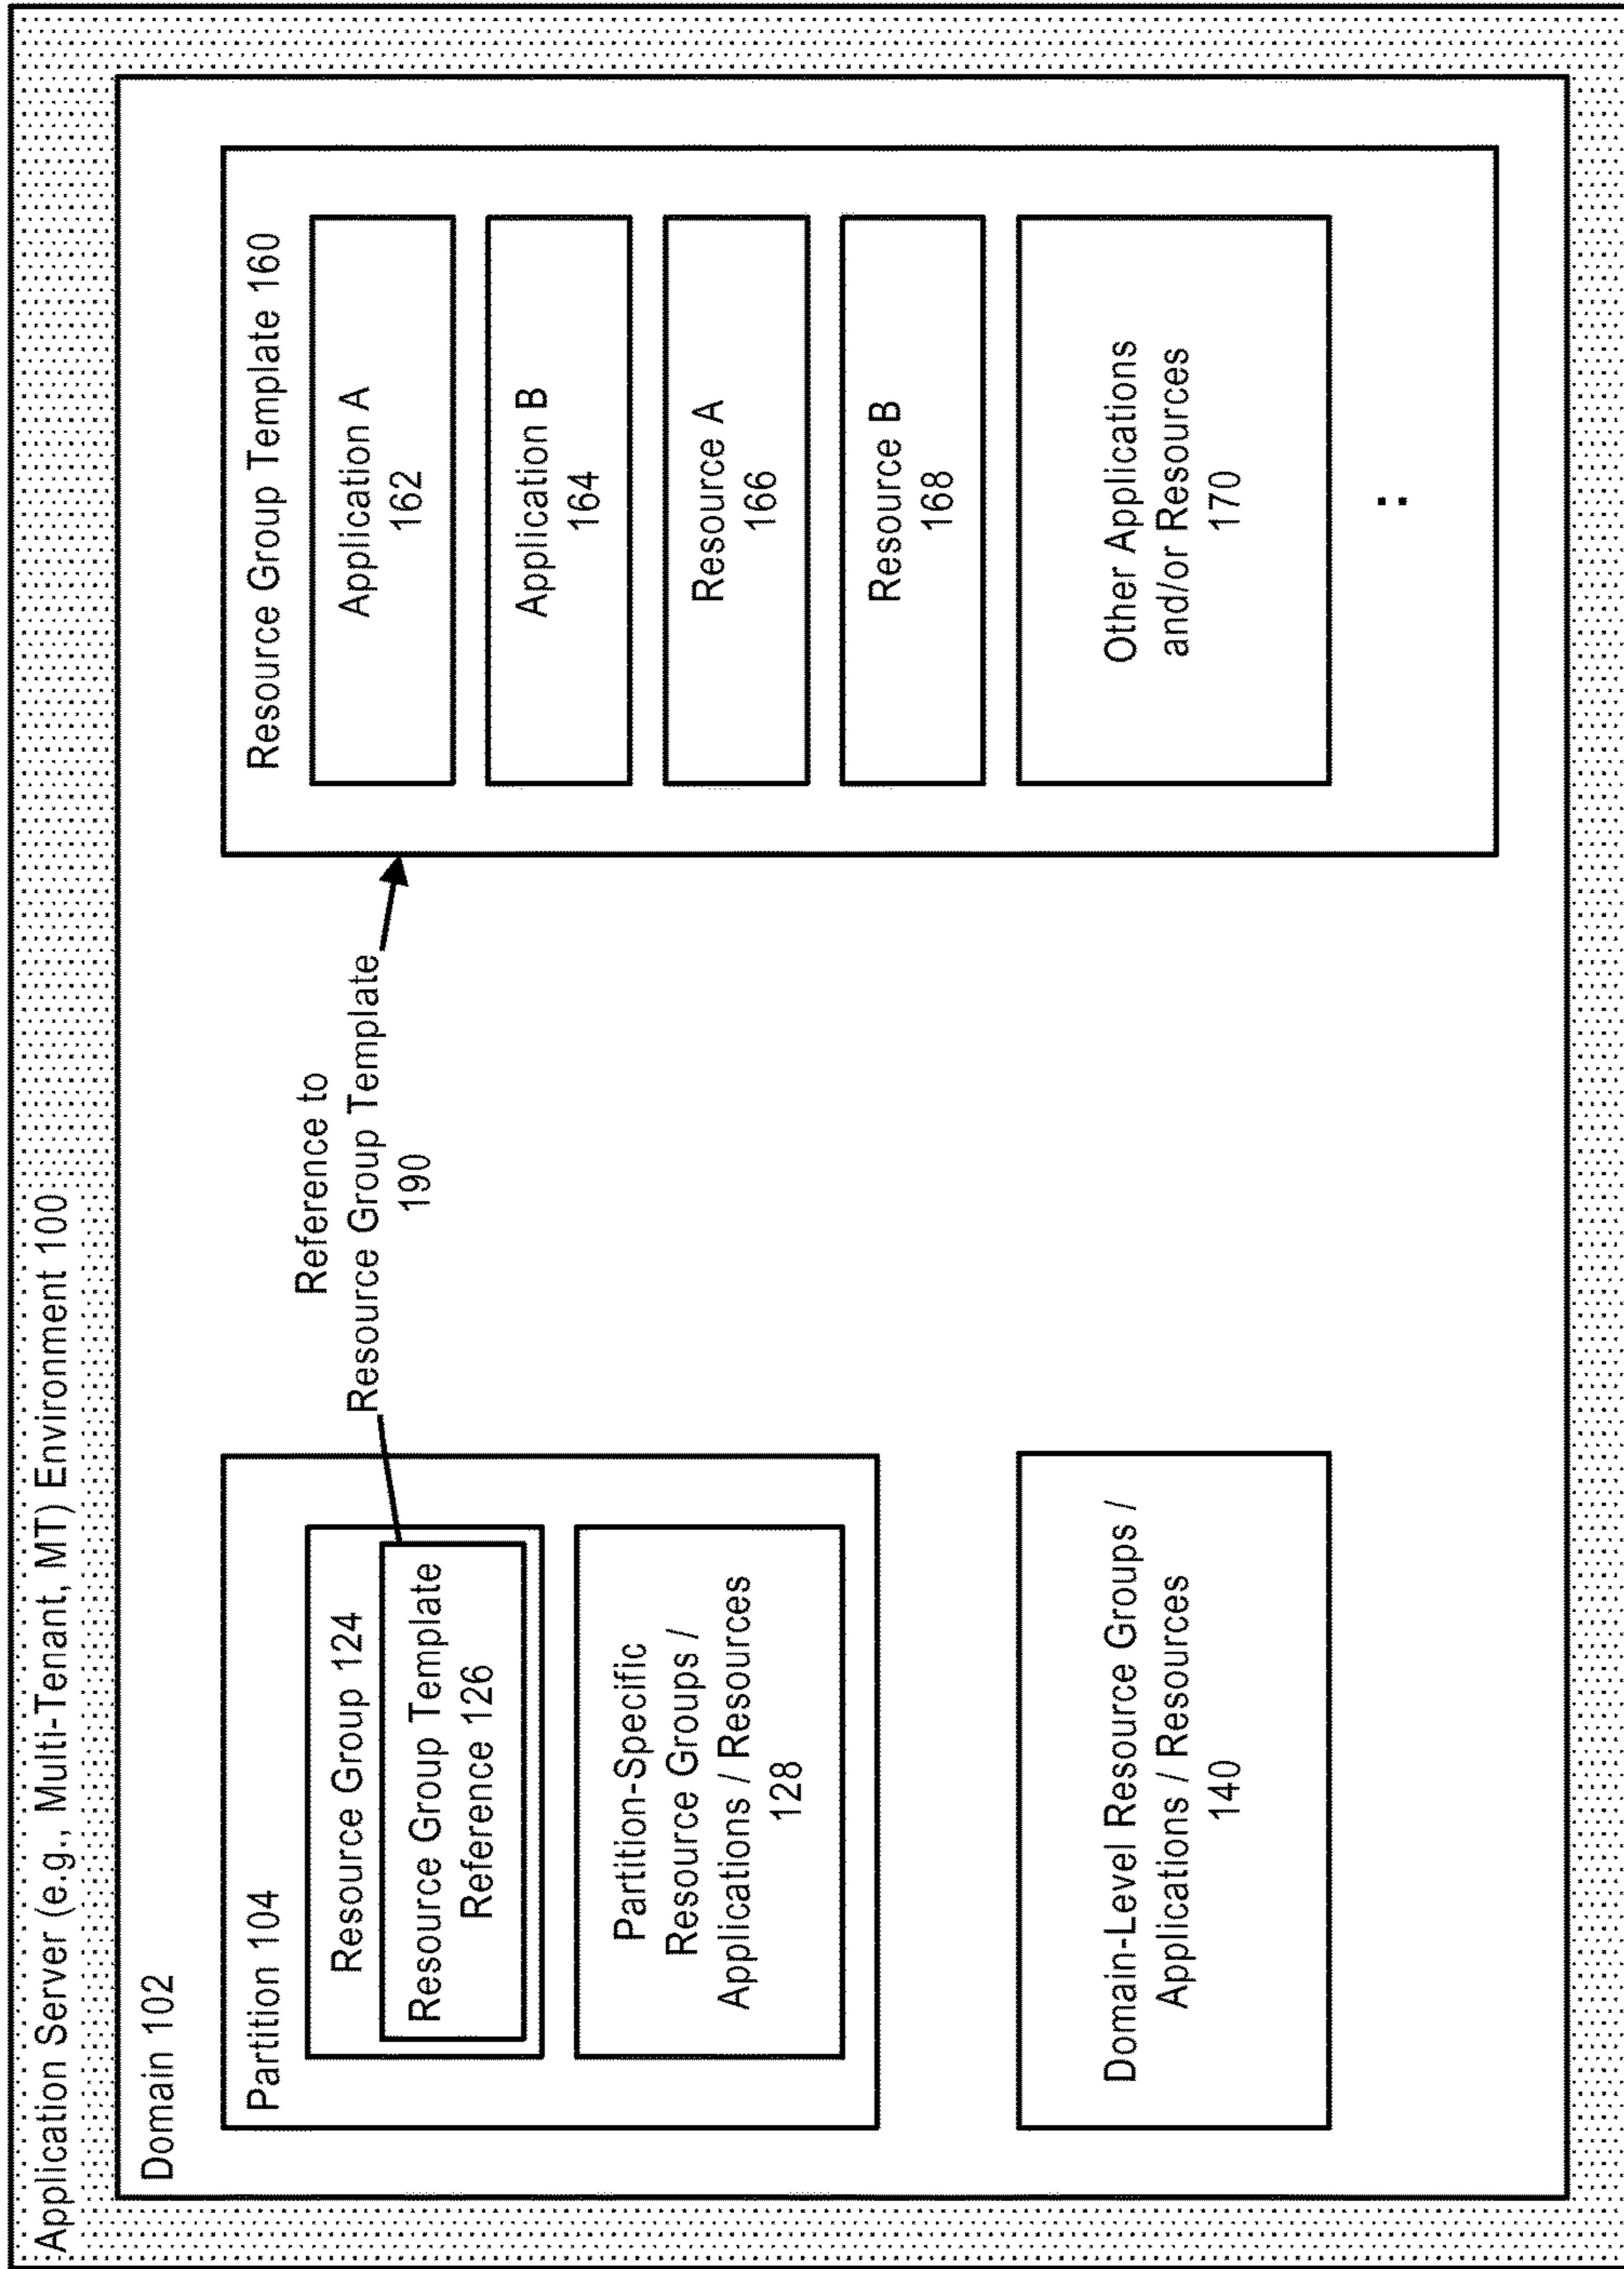 Application Server (e.g., Multi-Tenant, MT) Environment 100
Domain 102
Partition 104
Resource Group 124
Resource Group Template
Reference 126
Partition-Specific
Resource Groups /
Applications / Resources
128
Domain-Level Resource Groups /
Applications / Resources
140
Reference to
Resource Group Template
190
Resource Group Template 160
Application A
162
Application B
164
Resource A
166
Resource B
168
Other Applications
and/or Resources
170